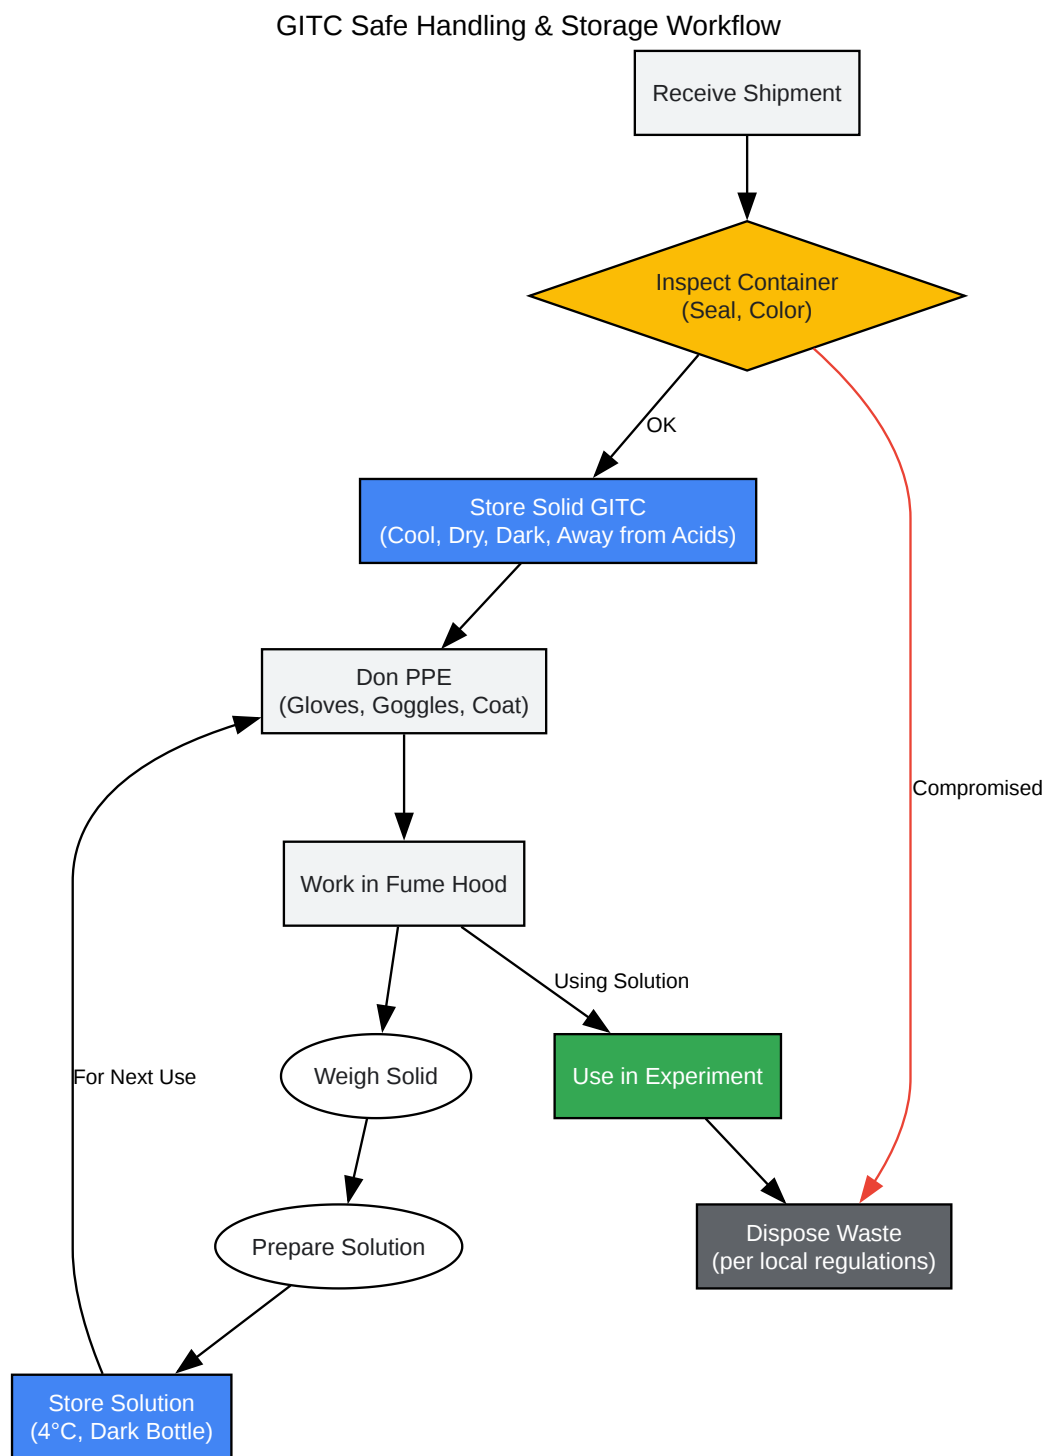 GITC Safe Handling & Storage Workflow
Receive Shipment
Inspect Container
(Seal, Color)
OK
Store Solid GITC
(Cool, Dry, Dark, Away from Acids)
Don PPE
(Gloves, Goggles, Coat)
Compromised
Work in Fume Hood
Using Solution
Weigh Solid
Use in Experiment
For Next Use
Prepare Solution
Dispose Waste
(per local regulations)
Store Solution
(4°C, Dark Bottle)